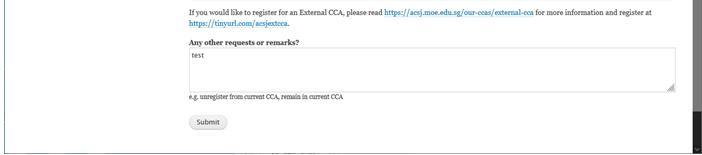 If you would like to register for an External CCA, please read https://acsj.moe.edu.sg/our-ccas/external-cca for more information and register at
https://tinyurl.com/acsjextcca.
Any other requests or remarks?
test
e.g. unregister from current CCA, remain in current CCA
Submit